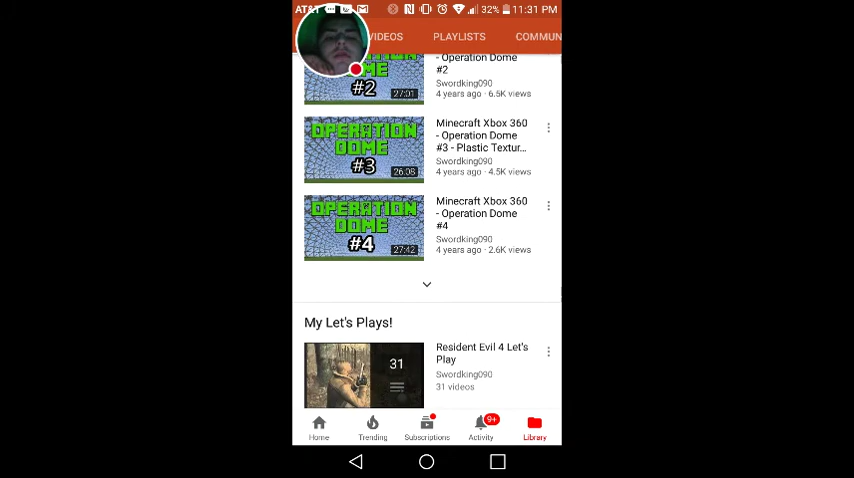 AT&T 32% 11:31 PM
VIDEOS PLAYLISTS COMMUN
ME
#2
27:01
- Operation Dome
#2
Swordking090
4 years ago · 6.5K views
OPERATION
DOME
#3
26:08
Minecraft Xbox 360
- Operation Dome
#3 - Plastic Textur...
Swordking090
4 years ago · 4.5K views
OPERATION
DOME
#4
27:42
Minecraft Xbox 360
- Operation Dome
#4
Swordking090
4 years ago · 2.6K views
My Let's Plays!
31
Resident Evil 4 Let's
Play
Swordking090
31 videos
9+
Home Trending Subscriptions Activity Library